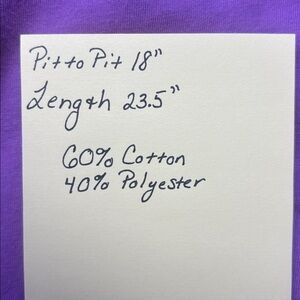 Pit to Pit 18"
Length 23.5"
60% Cotton
40% Polyester